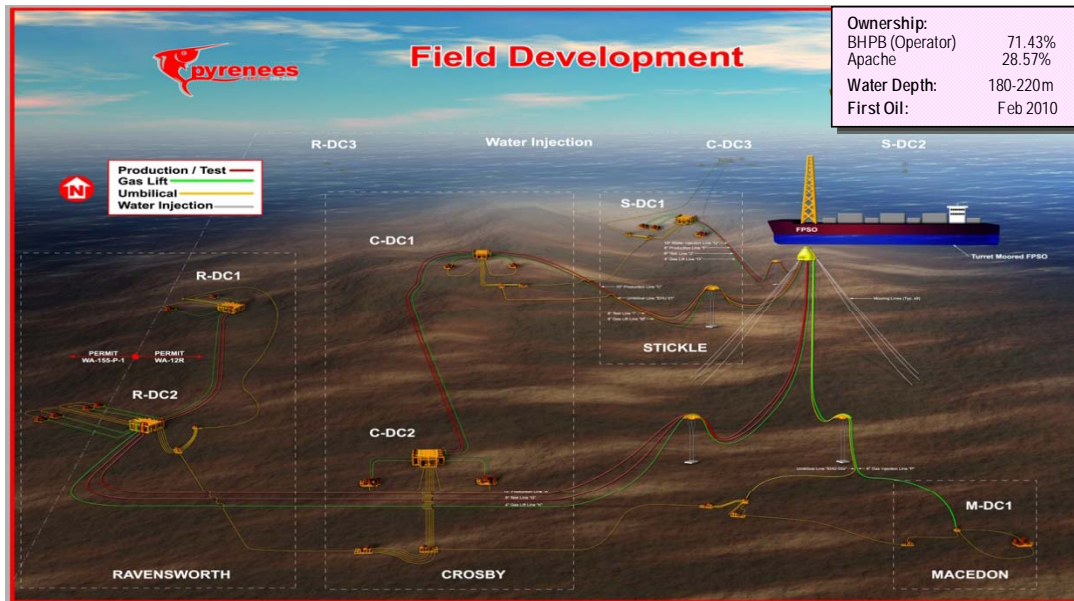 Ownership:
BHPB (Operator) 71.43%
Apache 28.57%
Water Depth: 180-220m
First Oil: Feb 2010
pyrenees
Field Development
R-DC3
Water Injection
C-DC3
S-DC2
Production / Test
Gas Lift
Umbilical
Water Injection
N
S-DC1
C-DC1
FPSO
Turret Moored FPSO
R-DC1
STICKLE
PERMIT
WA-155-P-1
PERMIT
WA-12R
R-DC2
C-DC2
M-DC1
RAVENSWORTH
CROSBY
MACEDON